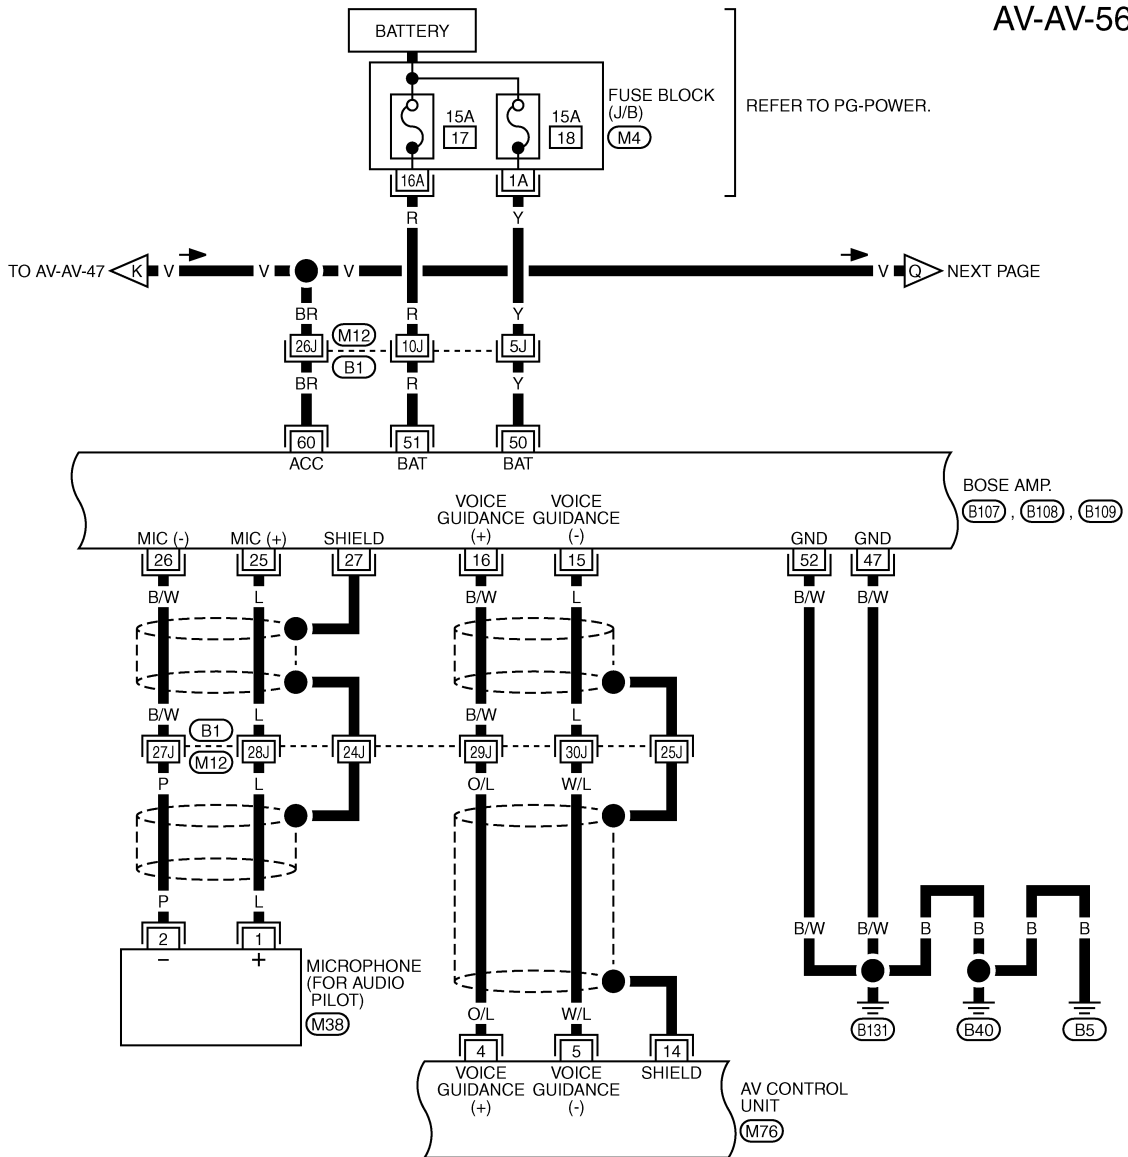 AV-AV-56
BATTERY
FUSE BLOCK
(J/B)
M4
15A
17
15A
18
REFER TO PG-POWER.
16A
1A
R
Y
TO AV-AV-47
K
V
V
V
V
Q
NEXT PAGE
BR
R
Y
26J
M12
10J
5J
B1
BR
R
Y
60
51
50
ACC
BAT
BAT
BOSE AMP.
B107 , B108 , B109
VOICE
GUIDANCE
(+)
VOICE
GUIDANCE
(-)
MIC (-)
MIC (+)
SHIELD
GND
GND
26
25
27
16
15
52
47
B/W
L
B/W
L
B/W
B/W
B/W
L
B/W
L
B1
27J
28J
24J
29J
30J
25J
M12
P
L
O/L
W/L
P
L
B/W
B/W
B
B
B
B
2
1
−
+
MICROPHONE
(FOR AUDIO
PILOT)
M38
B131
B40
B5
O/L
W/L
4
5
14
VOICE
GUIDANCE
(+)
VOICE
GUIDANCE
(-)
SHIELD
AV CONTROL
UNIT
M76